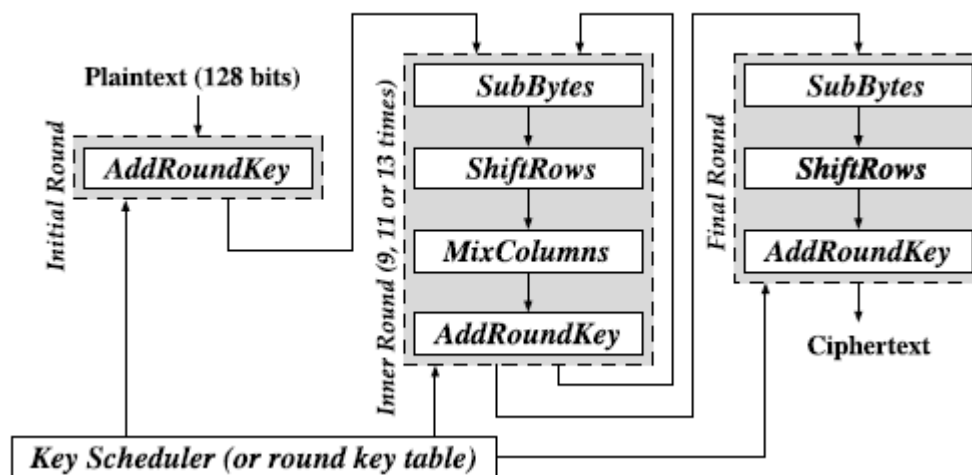 Plaintext (128 bits)
Initial Round
AddRoundKey
Inner Round (9, 11 or 13 times)
SubBytes
ShiftRows
MixColumns
AddRoundKey
Final Round
SubBytes
ShiftRows
AddRoundKey
Ciphertext
Key Scheduler (or round key table)